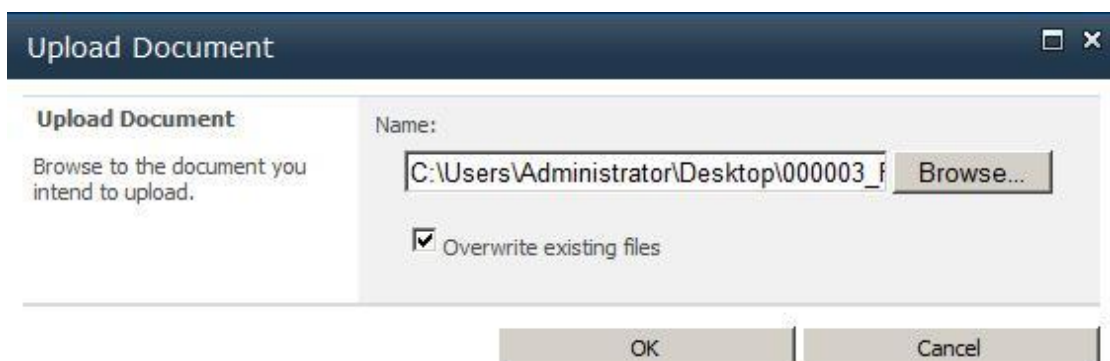 Upload Document
Upload Document
Browse to the document you
intend to upload.
Name:
C:\Users\Administrator\Desktop\000003_F
Browse...
Overwrite existing files
OK
Cancel